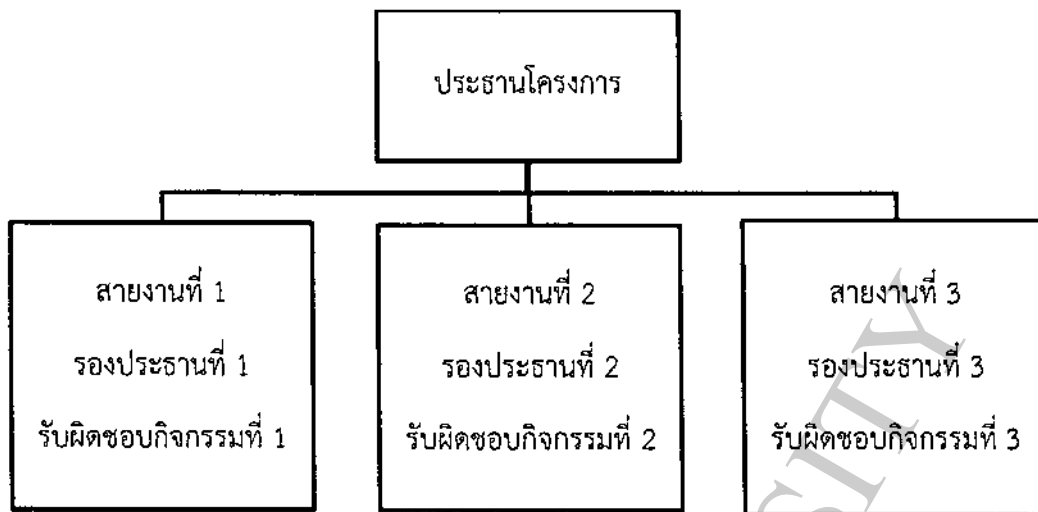 ประธานโครงการ
สายงานที่ 1
รองประธานที่ 1
รับผิดชอบกิจกรรมที่ 1
สายงานที่ 2
รองประธานที่ 2
รับผิดชอบกิจกรรมที่ 2
สายงานที่ 3
รองประธานที่ 3
รับผิดชอบกิจกรรมที่ 3
SITY